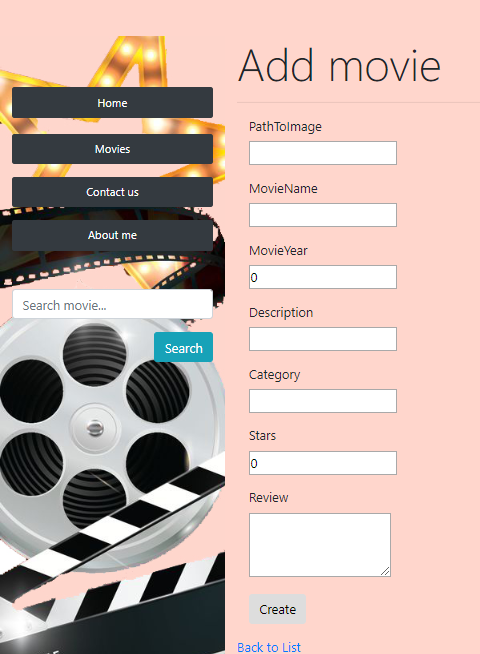 Home
Movies
Contact us
About me
Search movie...
Search
Add movie
PathToImage
MovieName
MovieYear
0
Description
Category
Stars
0
Review
Create
Back to List